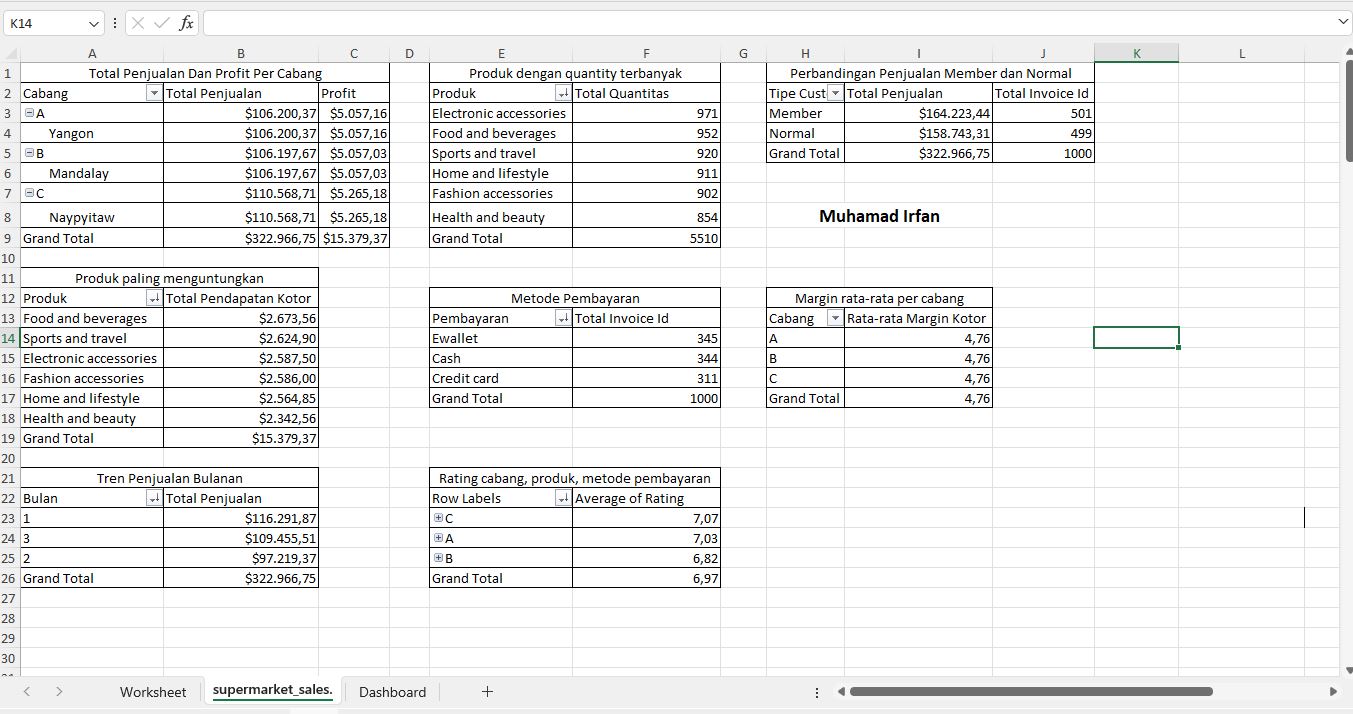 K14
fx
A B C D E F G H I J K L
1 Total Penjualan Dan Profit Per Cabang Produk dengan quantity terbanyak Perbandingan Penjualan Member dan Normal
2 Cabang Total Penjualan Profit Produk Total Quantitas Tipe Cust Total Penjualan Total Invoice Id
3 A $106.200,37 $5.057,16 Electronic accessories 971 Member $164.223,44 501
4 Yangon $106.200,37 $5.057,16 Food and beverages 952 Normal $158.743,31 499
5 B $106.197,67 $5.057,03 Sports and travel 920 Grand Total $322.966,75 1000
6 Mandalay $106.197,67 $5.057,03 Home and lifestyle 911
7 C $110.568,71 $5.265,18 Fashion accessories 902
8 Naypyitaw $110.568,71 $5.265,18 Health and beauty 854 Muhamad Irfan
9 Grand Total $322.966,75 $15.379,37 Grand Total 5510
10
11 Produk paling menguntungkan
12 Produk Total Pendapatan Kotor Metode Pembayaran Margin rata-rata per cabang
13 Food and beverages $2.673,56 Pembayaran Total Invoice Id Cabang Rata-rata Margin Kotor
14 Sports and travel $2.624,90 Ewallet 345 A 4,76
15 Electronic accessories $2.587,50 Cash 344 B 4,76
16 Fashion accessories $2.586,00 Credit card 311 C 4,76
17 Home and lifestyle $2.564,85 Grand Total 1000 Grand Total 4,76
18 Health and beauty $2.342,56
19 Grand Total $15.379,37
20
21 Tren Penjualan Bulanan Rating cabang, produk, metode pembayaran
22 Bulan Total Penjualan Row Labels Average of Rating
23 1 $116.291,87 C 7,07
24 3 $109.455,51 A 7,03
25 2 $97.219,37 B 6,82
26 Grand Total $322.966,75 Grand Total 6,97
27
28
29
30
Worksheet supermarket_sales. Dashboard